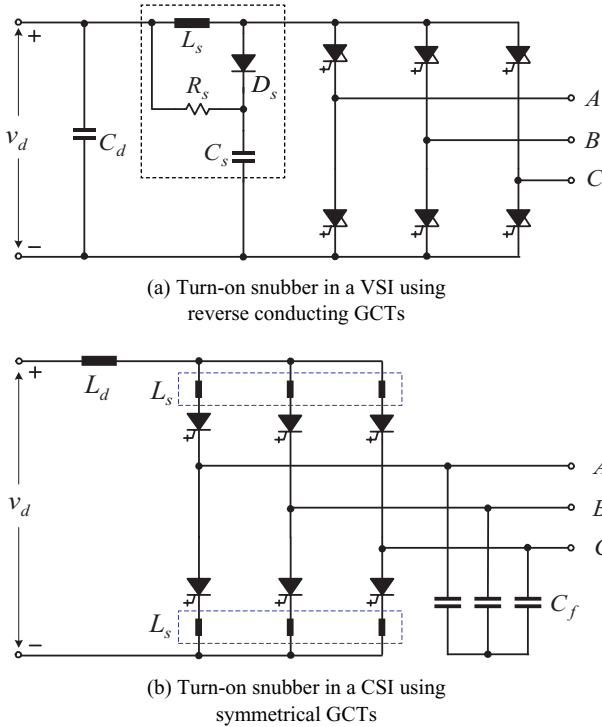 +
L_s
D_s
R_s
v_d
C_d
C_s
A
B
C
−
(a) Turn-on snubber in a VSI using
reverse conducting GCTs
+
L_d
L_s
A
v_d
B
C
L_s
C_f
−
(b) Turn-on snubber in a CSI using
symmetrical GCTs